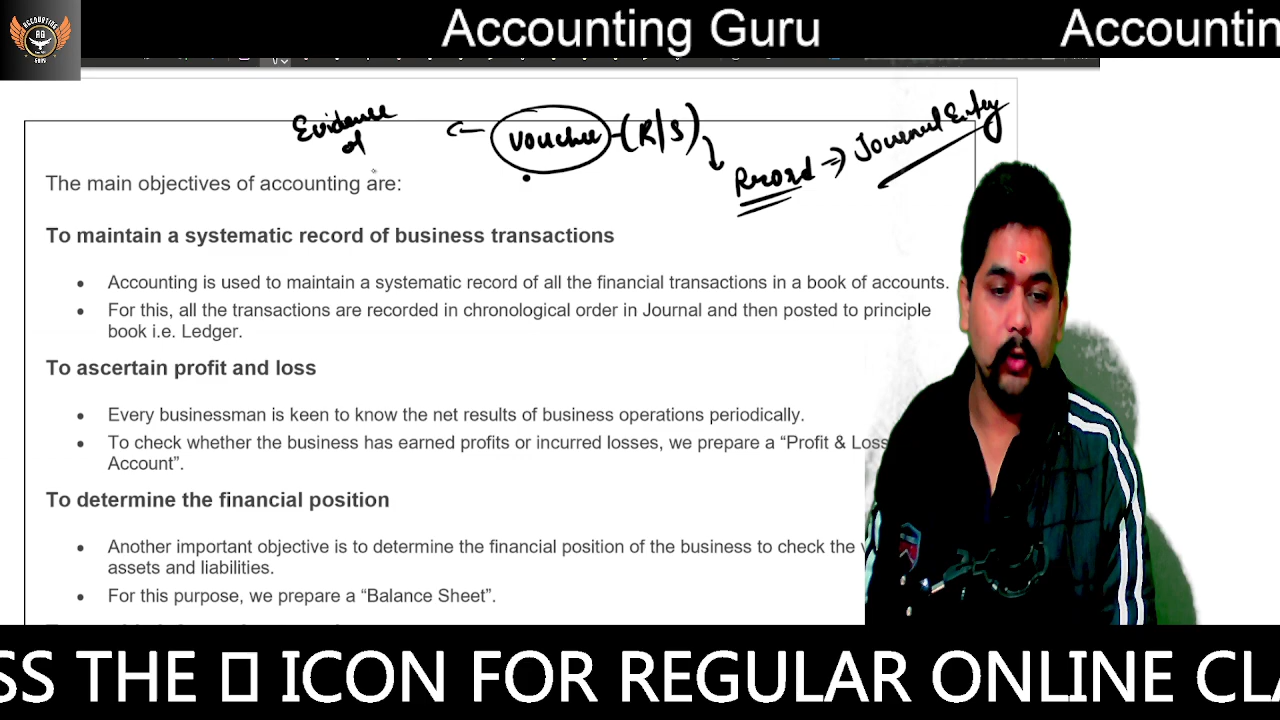 Accounting Guru
Accountin
ACCOUNTING
AG
GURU
Evidence
of
Voucher
(R/S)
Record → Journal Entry
The main objectives of accounting are:
To maintain a systematic record of business transactions
• Accounting is used to maintain a systematic record of all the financial transactions in a book of accounts.
• For this, all the transactions are recorded in chronological order in Journal and then posted to principle
book i.e. Ledger.
To ascertain profit and loss
• Every businessman is keen to know the net results of business operations periodically.
• To check whether the business has earned profits or incurred losses, we prepare a “Profit & Loss
Account”.
To determine the financial position
• Another important objective is to determine the financial position of the business to check the
assets and liabilities.
• For this purpose, we prepare a “Balance Sheet”.
SS THE ▯ ICON FOR REGULAR ONLINE CLA